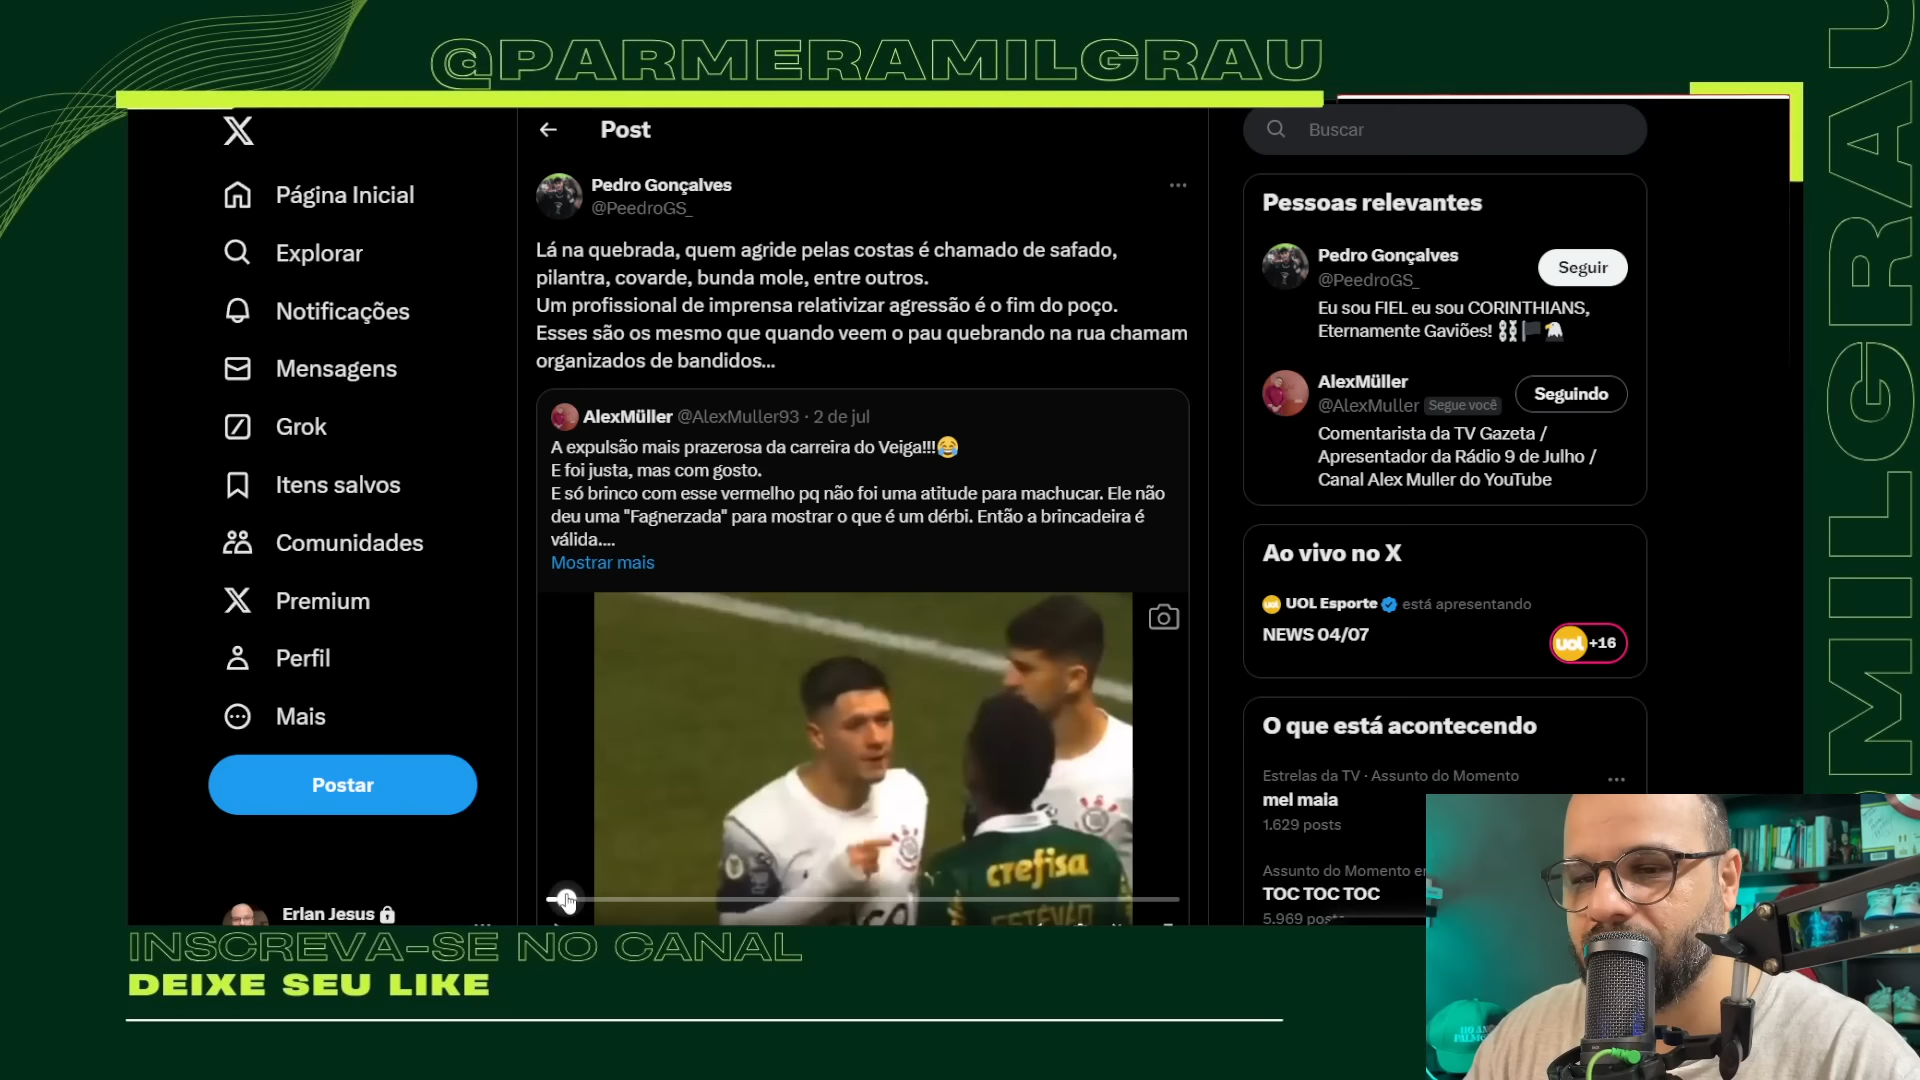 @PARMERAMILGRAU
X
Post
Buscar
Página Inicial
Explorar
Notificações
Mensagens
Grok
Itens salvos
Comunidades
Premium
Perfil
Mais
Postar
Erlan Jesus
Pedro Gonçalves
@PeedroGS_
Lá na quebrada, quem agride pelas costas é chamado de safado,
pilantra, covarde, bunda mole, entre outros.
Um profissional de imprensa relativizar agressão é o fim do poço.
Esses são os mesmo que quando veem o pau quebrando na rua chamam
organizados de bandidos...
AlexMüller @AlexMuller93 · 2 de jul
A expulsão mais prazerosa da carreira do Veiga!!!😂
E foi justa, mas com gosto.
E só brinco com esse vermelho pq não foi uma atitude para machucar. Ele não
deu uma "Fagnerzada" para mostrar o que é um dérbi. Então a brincadeira é
válida....
Mostrar mais
crefisa
ESTÊVÃO
Pessoas relevantes
Pedro Gonçalves
@PeedroGS_
Seguir
Eu sou FIEL eu sou CORINTHIANS,
Eternamente Gaviões!
AlexMüller
@AlexMuller Segue você
Seguindo
Comentarista da TV Gazeta /
Apresentador da Rádio 9 de Julho /
Canal Alex Muller do YouTube
Ao vivo no X
UOL Esporte está apresentando
NEWS 04/07
uol +16
O que está acontecendo
Estrelas da TV · Assunto do Momento
mel maia
1.629 posts
Assunto do Momento e
TOC TOC TOC
5.969 posts
INSCREVA-SE NO CANAL
DEIXE SEU LIKE
MILGRAU